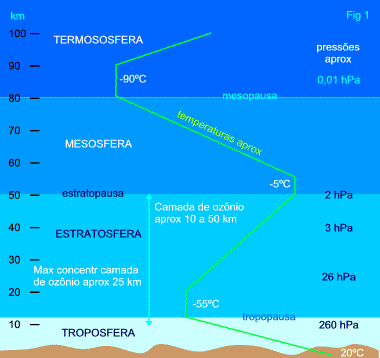 km
Fig 1
100
TERMOSOSFERA
pressões
aprox
90
-90ºC
0,01 hPa
80
mesopausa
temperaturas aprox
70
MESOSFERA
60
-5ºC
50
estratopausa
2 hPa
Camada de ozônio
aprox 10 a 50 km
40
ESTRATOSFERA
3 hPa
30
Max concentr camada
de ozônio aprox 25 km
26 hPa
20
-55ºC
tropopausa
10
260 hPa
TROPOSFERA
20ºC